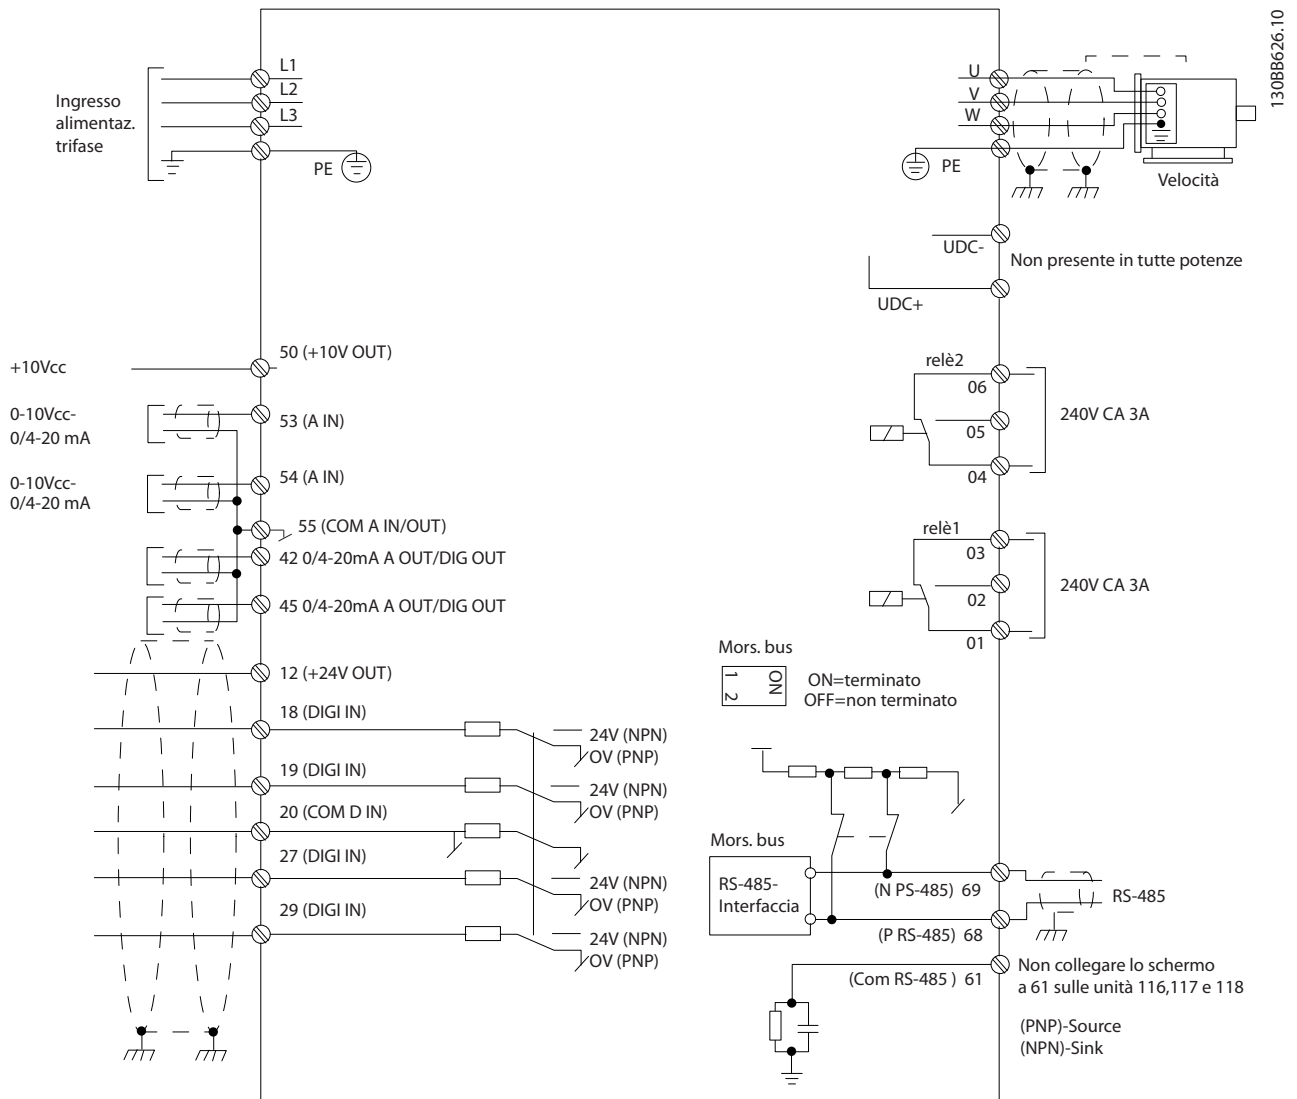 130BB626.10
L1
L2
L3
Ingresso
alimentaz.
trifase
PE
U
V
W
PE
Velocità
UDC-
Non presente in tutte potenze
UDC+
+10Vcc
50 (+10V OUT)
0-10Vcc-
0/4-20 mA
53 (A IN)
0-10Vcc-
0/4-20 mA
54 (A IN)
55 (COM A IN/OUT)
42 0/4-20mA A OUT/DIG OUT
45 0/4-20mA A OUT/DIG OUT
12 (+24V OUT)
18 (DIGI IN)
24V (NPN)
OV (PNP)
19 (DIGI IN)
24V (NPN)
OV (PNP)
20 (COM D IN)
27 (DIGI IN)
24V (NPN)
OV (PNP)
29 (DIGI IN)
24V (NPN)
OV (PNP)
relè2
06
05
04
240V CA 3A
relè1
03
02
01
240V CA 3A
Mors. bus
1
2
ON
ON=terminato
OFF=non terminato
Mors. bus
RS-485-
Interfaccia
(N PS-485) 69
RS-485
(P RS-485) 68
(Com RS-485 ) 61
Non collegare lo schermo
a 61 sulle unità 116,117 e 118
(PNP)-Source
(NPN)-Sink